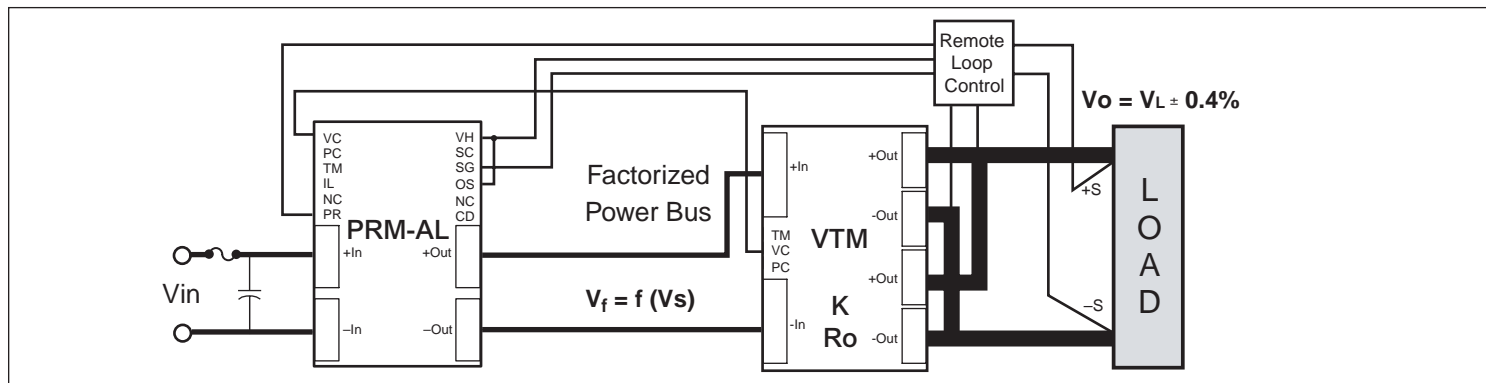 Remote
Loop
Control
Vo = VL ± 0.4%
VC
PC
TM
IL
NC
PR
VH
SC
SG
OS
NC
CD
PRM-AL
+In
+Out
–In
–Out
Vin
Factorized
Power Bus
Vf = f (Vs)
+In
TM
VC
PC
-In
VTM
K
Ro
+Out
-Out
+Out
-Out
+S
–S
L
O
A
D